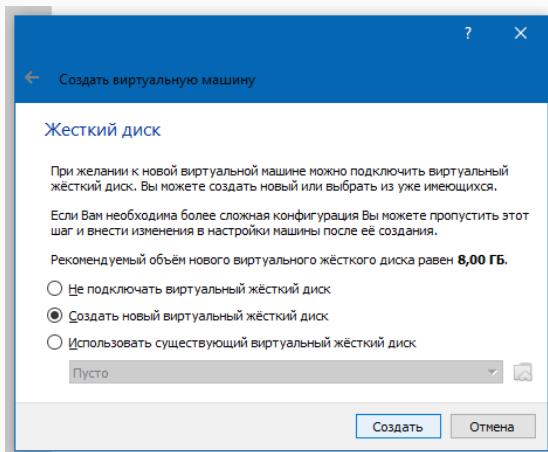 ?
Создать виртуальную машину
Жесткий диск
При желании к новой виртуальной машине можно подключить виртуальный
жёсткий диск. Вы можете создать новый или выбрать из уже имеющихся.
Если Вам необходима более сложная конфигурация Вы можете пропустить этот
шаг и внести изменения в настройки машины после её создания.
Рекомендуемый объём нового виртуального жёсткого диска равен 8,00 ГБ.
Не подключать виртуальный жёсткий диск
Создать новый виртуальный жёсткий диск
Использовать существующий виртуальный жёсткий диск
Пусто
Создать Отмена